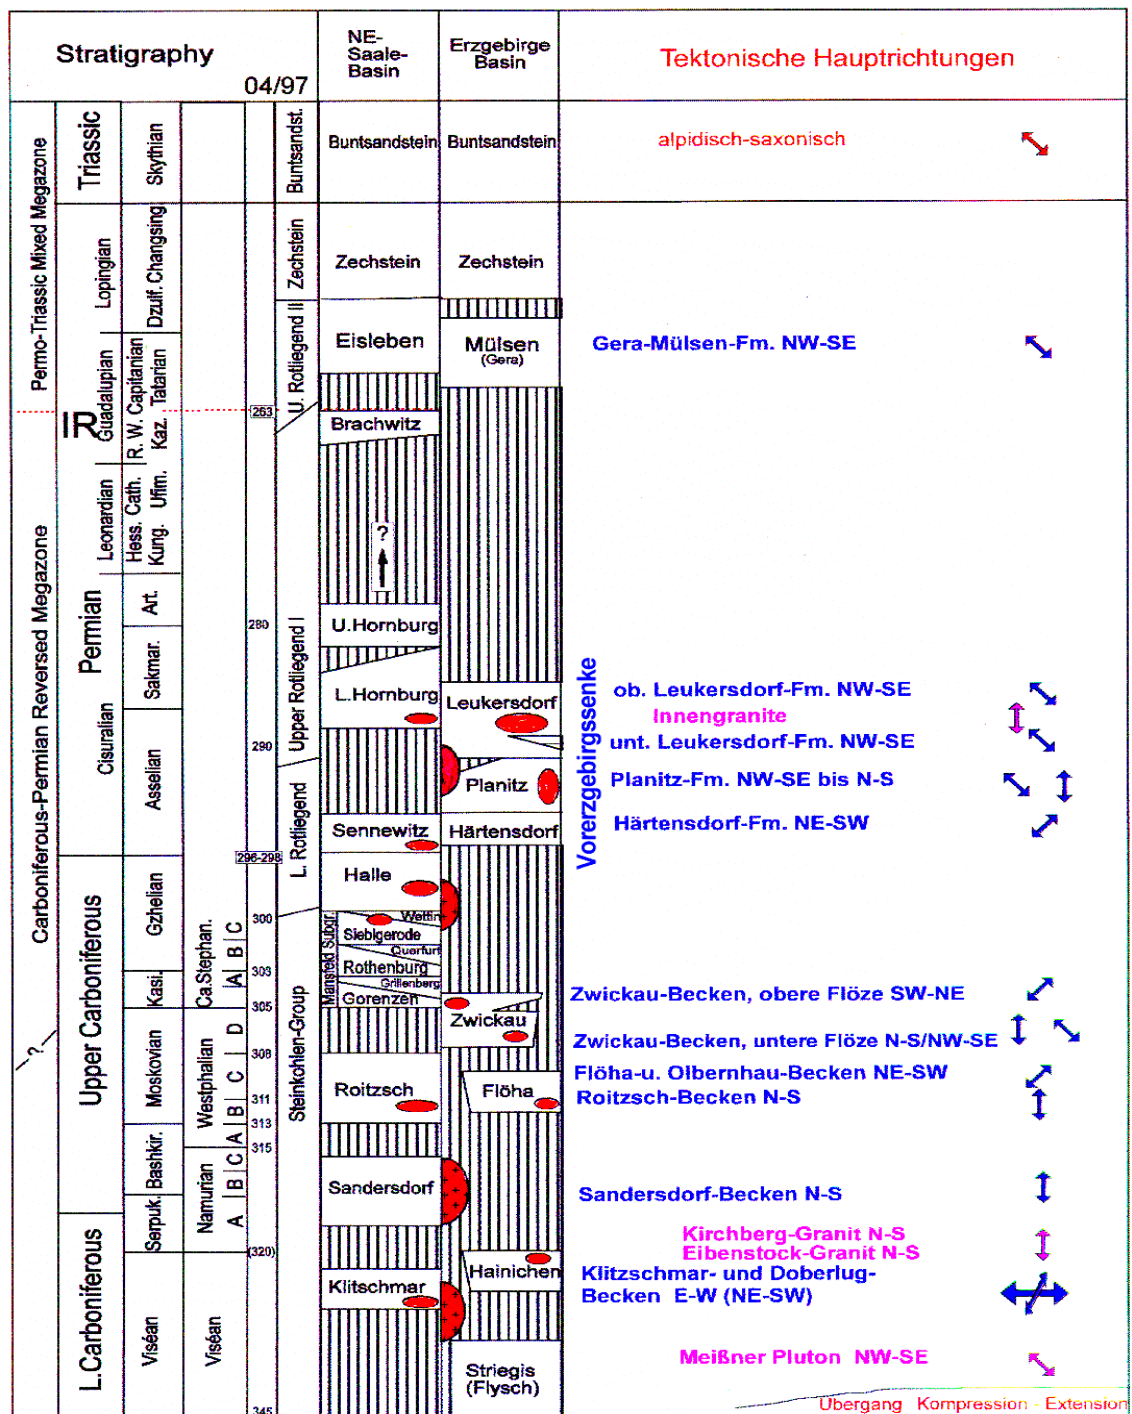 Stratigraphy
04/97
NE-
Saale-
Basin
Erzgebirge
Basin
Tektonische Hauptrichtungen
Permo-Triassic Mixed Megazone
Triassic
Skythian
Buntsandst.
Buntsandstein
Buntsandstein
alpidisch-saxonisch
Lopingian
Dzulf. Changsing
Zechstein
Zechstein
Zechstein
U. Rotliegend II
Eisleben
Mülsen
(Gera)
Gera-Mülsen-Fm. NW-SE
Guadalupian
R. W. Capitanian
Kaz. Tatarian
IR
263
Brachwitz
Carboniferous-Permian Reversed Megazone
?
Leonardian
Hess. Cath.
Kung. Ufim.
?
Permian
Cisuralian
Art.
280
U.Hornburg
Sakmar.
Upper Rotliegend I
L.Hornburg
Leukersdorf
Vorerzgebirgssenke
ob. Leukersdorf-Fm. NW-SE
Innengranite
unt. Leukersdorf-Fm. NW-SE
290
Asselian
Planitz
Planitz-Fm. NW-SE bis N-S
L. Rotliegend
Sennewitz
Härtensdorf
Härtensdorf-Fm. NE-SW
296-298
Upper Carboniferous
Gzhelian
Halle
300
Ca.Stephan.
A B C
Mansfeld Subgr.
Wettin
Siebigerode
Querfurt
Rothenburg
303
Grillenberg
Gorenzen
Kasi.
305
Steinkohlen-Group
Zwickau
Zwickau-Becken, obere Flöze SW-NE
Zwickau-Becken, untere Flöze N-S/NW-SE
Moskovian
Westphalian
A B C D
308
Roitzsch
Flöha
Flöha-u. Olbernhau-Becken NE-SW
Roitzsch-Becken N-S
311
313
Bashkir.
315
Namurian
A B C
Sandersdorf
Sandersdorf-Becken N-S
Serpuk.
Kirchberg-Granit N-S
Eibenstock-Granit N-S
(320)
L.Carboniferous
Hainichen
Klitschmar
Klitzschmar- und Doberlug-
Becken E-W (NE-SW)
Viséan
Viséan
Striegis
(Flysch)
Meißner Pluton NW-SE
345
Übergang Kompression - Extension